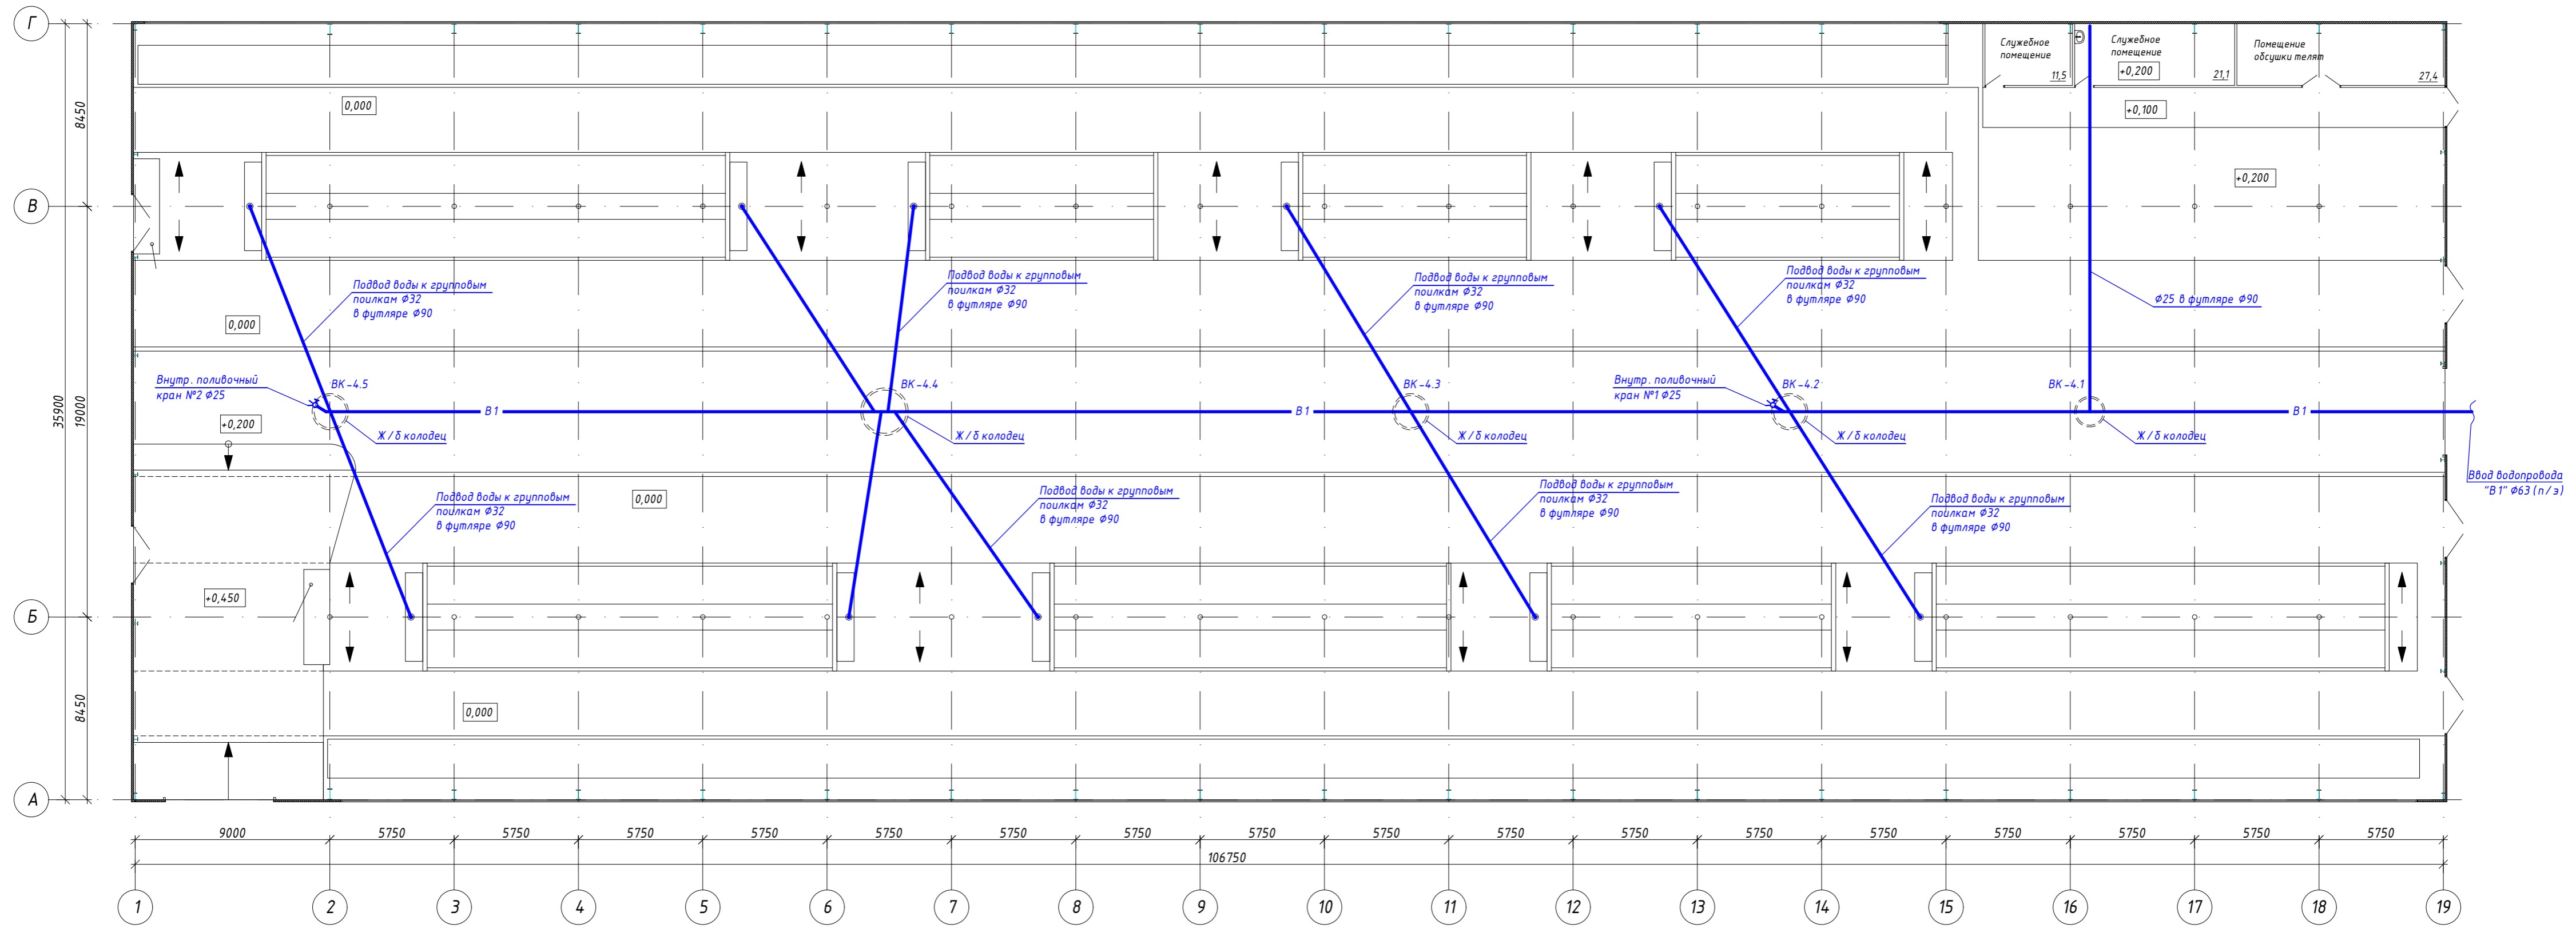 Г
Служебное
помещение
11,5
Служебное
помещение
+0,200
21,1
Помещение
обсушки телят
27,4
0,000
+0,100
8450
+0,200
В
Подвод воды к групповым
поилкам Ф32
в футляре Ф90
Подвод воды к групповым
поилкам Ф32
в футляре Ф90
Подвод воды к групповым
поилкам Ф32
в футляре Ф90
Подвод воды к групповым
поилкам Ф32
в футляре Ф90
Ф25 в футляре Ф90
0,000
Внутр. поливочный
кран №2 Ф25
ВК-4.5
ВК-4.4
ВК-4.3
Внутр. поливочный
кран №1 Ф25
ВК-4.2
ВК-4.1
35900
19000
В1
В1
В1
+0,200
Ж/б колодец
Ж/б колодец
Ж/б колодец
Ж/б колодец
Ж/б колодец
Ввод водопровода
"В1" Ф63 (п/э)
0,000
Подвод воды к групповым
поилкам Ф32
в футляре Ф90
Подвод воды к групповым
поилкам Ф32
в футляре Ф90
Подвод воды к групповым
поилкам Ф32
в футляре Ф90
Подвод воды к групповым
поилкам Ф32
в футляре Ф90
+0,450
Б
8450
0,000
А
9000 5750 5750 5750 5750 5750 5750 5750 5750 5750 5750 5750 5750 5750 5750 5750 5750 5750
106750
1 2 3 4 5 6 7 8 9 10 11 12 13 14 15 16 17 18 19